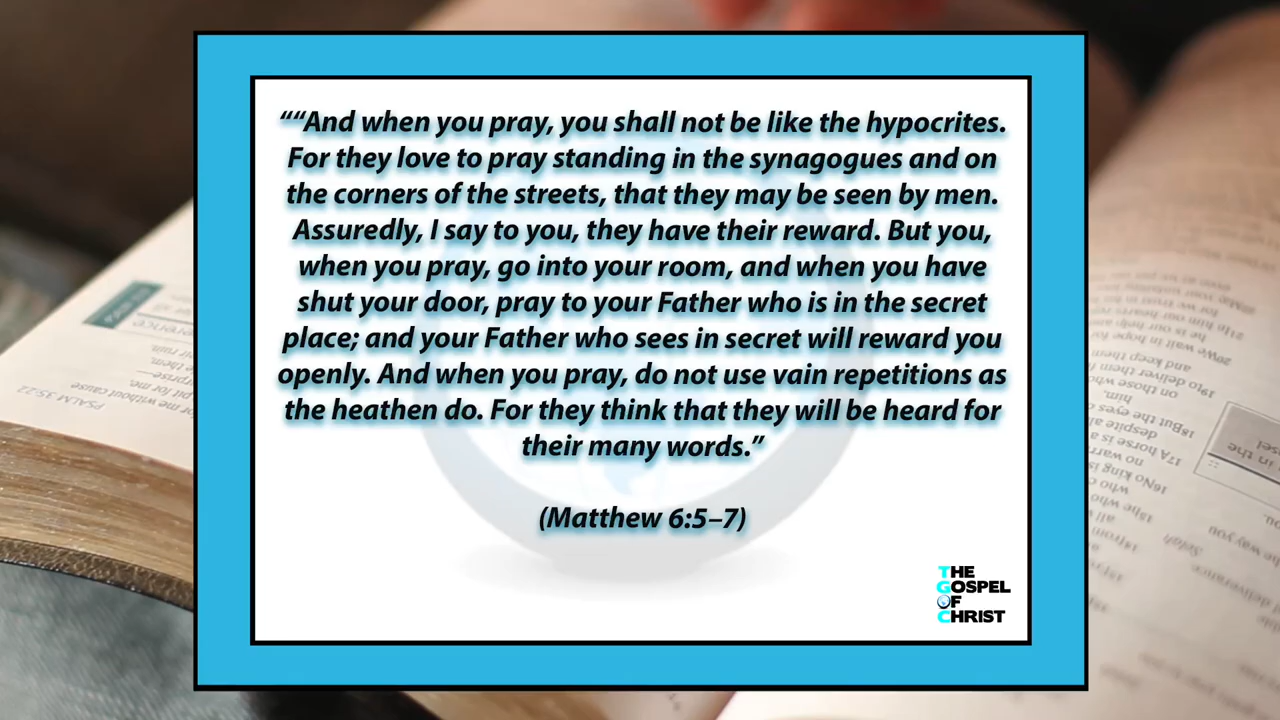 ““And when you pray, you shall not be like the hypocrites.
For they love to pray standing in the synagogues and on
the corners of the streets, that they may be seen by men.
Assuredly, I say to you, they have their reward. But you,
when you pray, go into your room, and when you have
shut your door, pray to your Father who is in the secret
place; and your Father who sees in secret will reward you
openly. And when you pray, do not use vain repetitions as
the heathen do. For they think that they will be heard for
their many words.”
(Matthew 6:5–7)
THE
GOSPEL
OF
CHRIST
PSALM 35:22